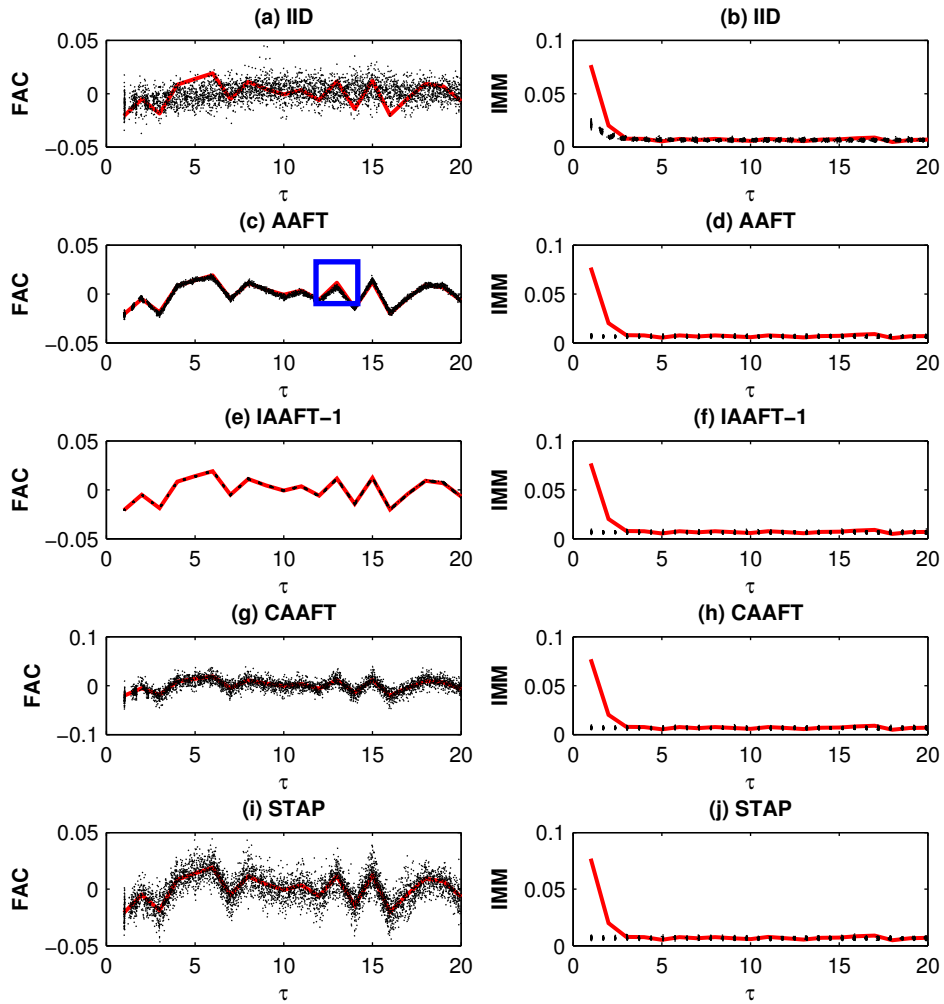 (a) IID
0.05
0
−0.05
FAC
0 5 10 15 20
τ
(b) IID
0.1
0.05
0
IMM
0 5 10 15 20
τ
(c) AAFT
0.05
0
−0.05
FAC
0 5 10 15 20
τ
(d) AAFT
0.1
0.05
0
IMM
0 5 10 15 20
τ
(e) IAAFT−1
0.05
0
−0.05
FAC
0 5 10 15 20
τ
(f) IAAFT−1
0.1
0.05
0
IMM
0 5 10 15 20
τ
(g) CAAFT
0.1
0
−0.1
FAC
0 5 10 15 20
τ
(h) CAAFT
0.1
0.05
0
IMM
0 5 10 15 20
τ
(i) STAP
0.05
0
−0.05
FAC
0 5 10 15 20
τ
(j) STAP
0.1
0.05
0
IMM
0 5 10 15 20
τ